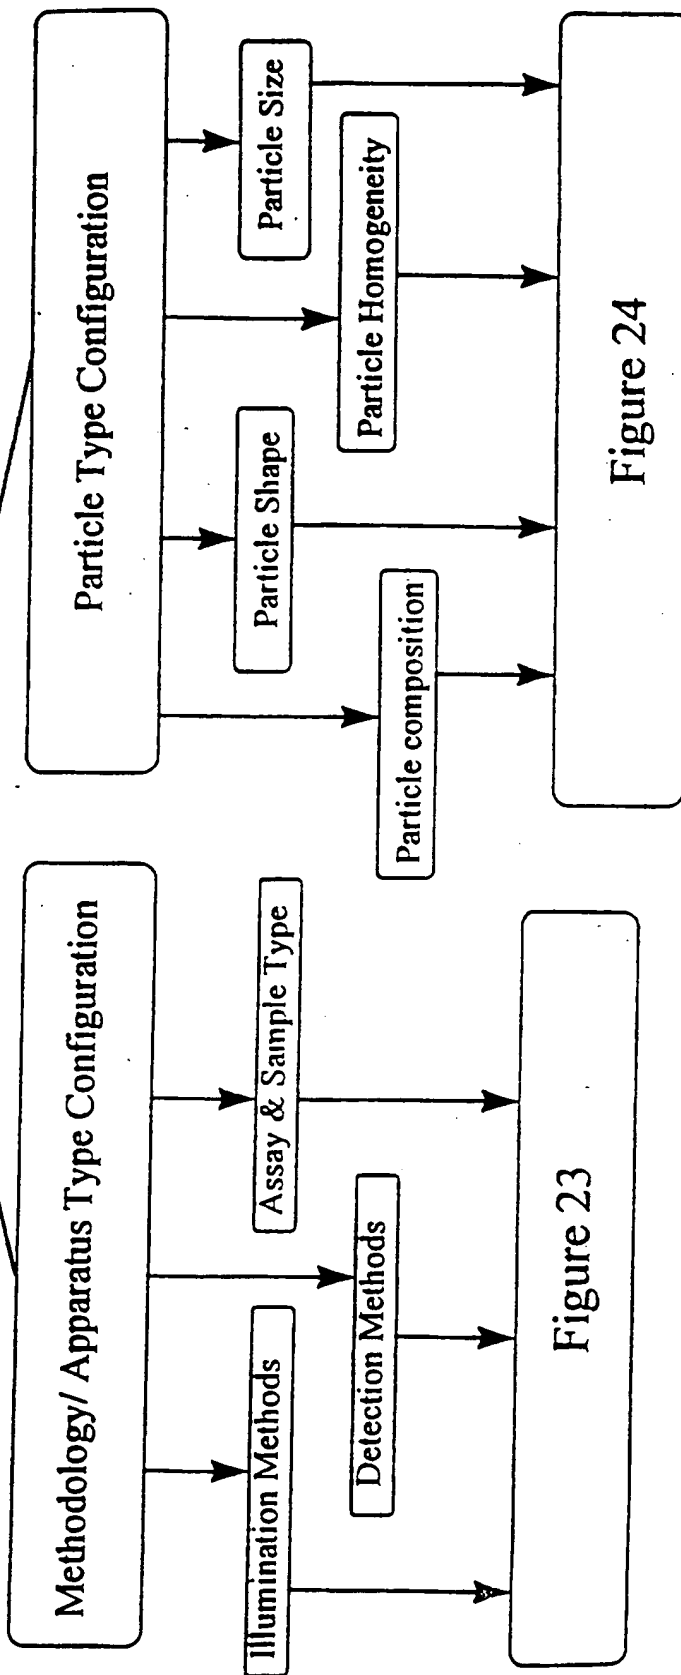 Methodology/ Apparatus Type Configuration
Illumination Methods
Detection Methods
Assay & Sample Type
Figure 23
Particle Type Configuration
Particle composition
Particle Shape
Particle Homogeneity
Particle Size
Figure 24